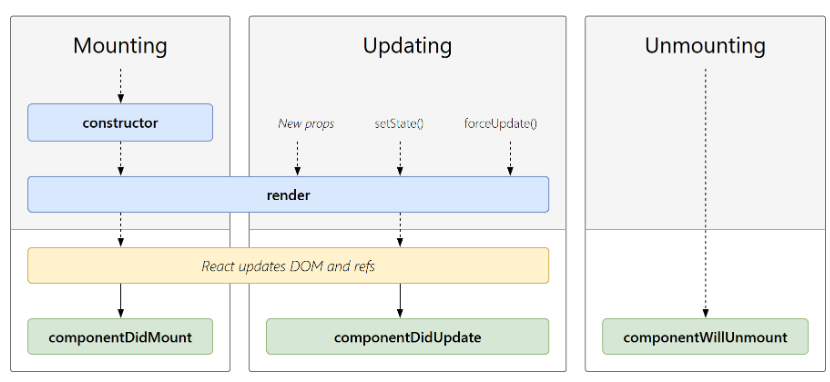 Mounting
Updating
Unmounting
constructor
New props
setState()
forceUpdate()
render
React updates DOM and refs
componentDidMount
componentDidUpdate
componentWillUnmount